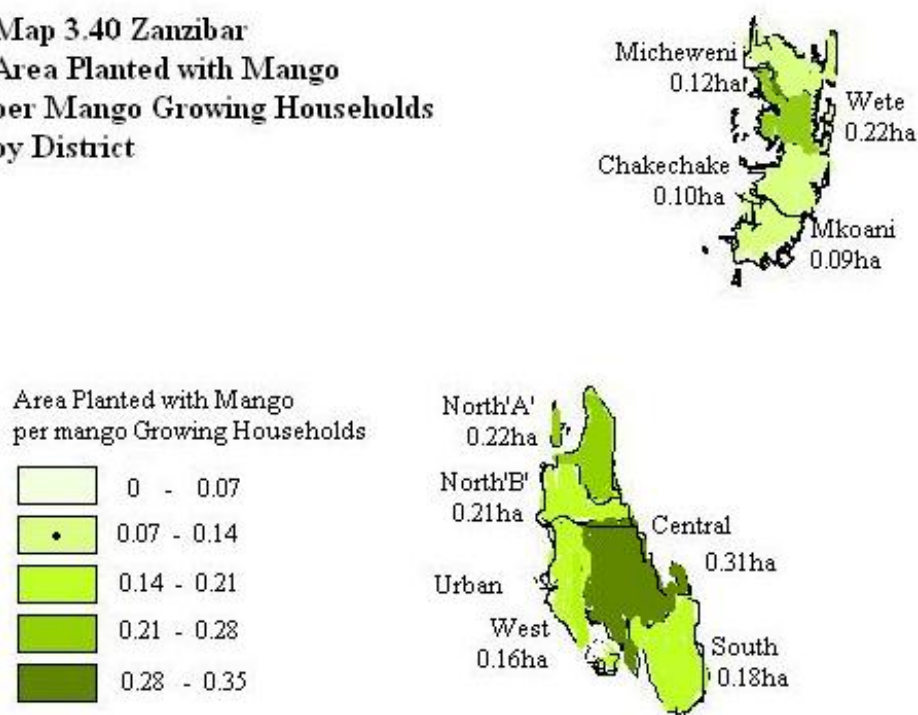 Map 3.40 Zanzibar
Area Planted with Mango
per Mango Growing Households
by District
Micheweni
0.12ha
Wete
0.22ha
Chakechake
0.10ha
Mkoani
0.09ha
Area Planted with Mango
per mango Growing Households
0 - 0.07
0.07 - 0.14
0.14 - 0.21
0.21 - 0.28
0.28 - 0.35
North'A'
0.22ha
North'B'
0.21ha
Central
0.31ha
Urban
West
0.16ha
South
0.18ha